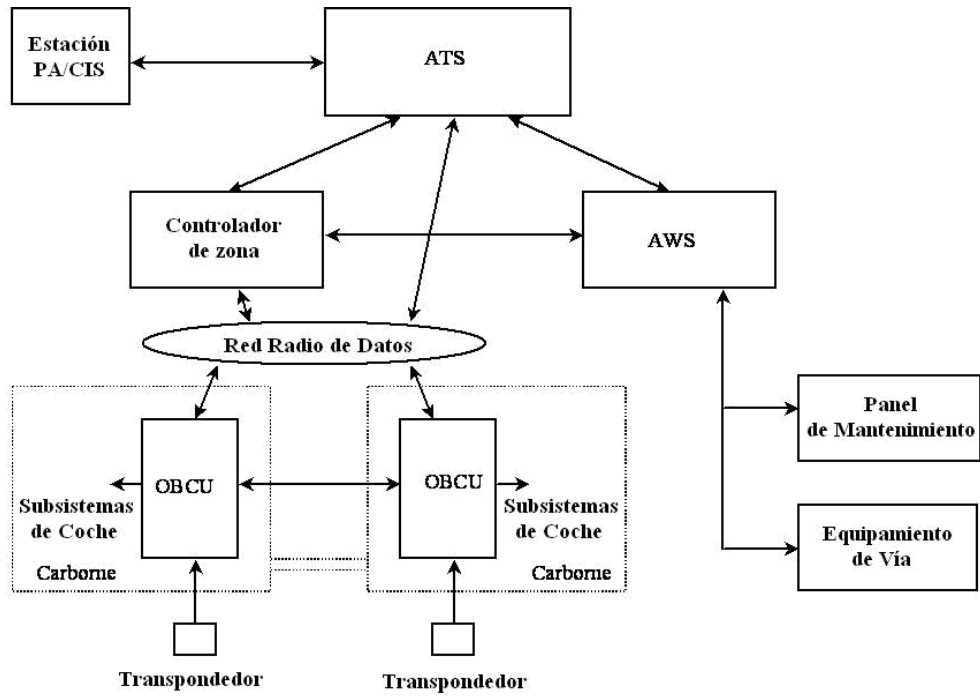 Estación
PA/CIS
ATS
Controlador
de zona
AWS
Red Radio de Datos
Panel
de Mantenimiento
OBCU
Subsistemas
de Coche
Carborne
OBCU
Subsistemas
de Coche
Carborne
Equipamiento
de Vía
Transpondedor
Transpondedor